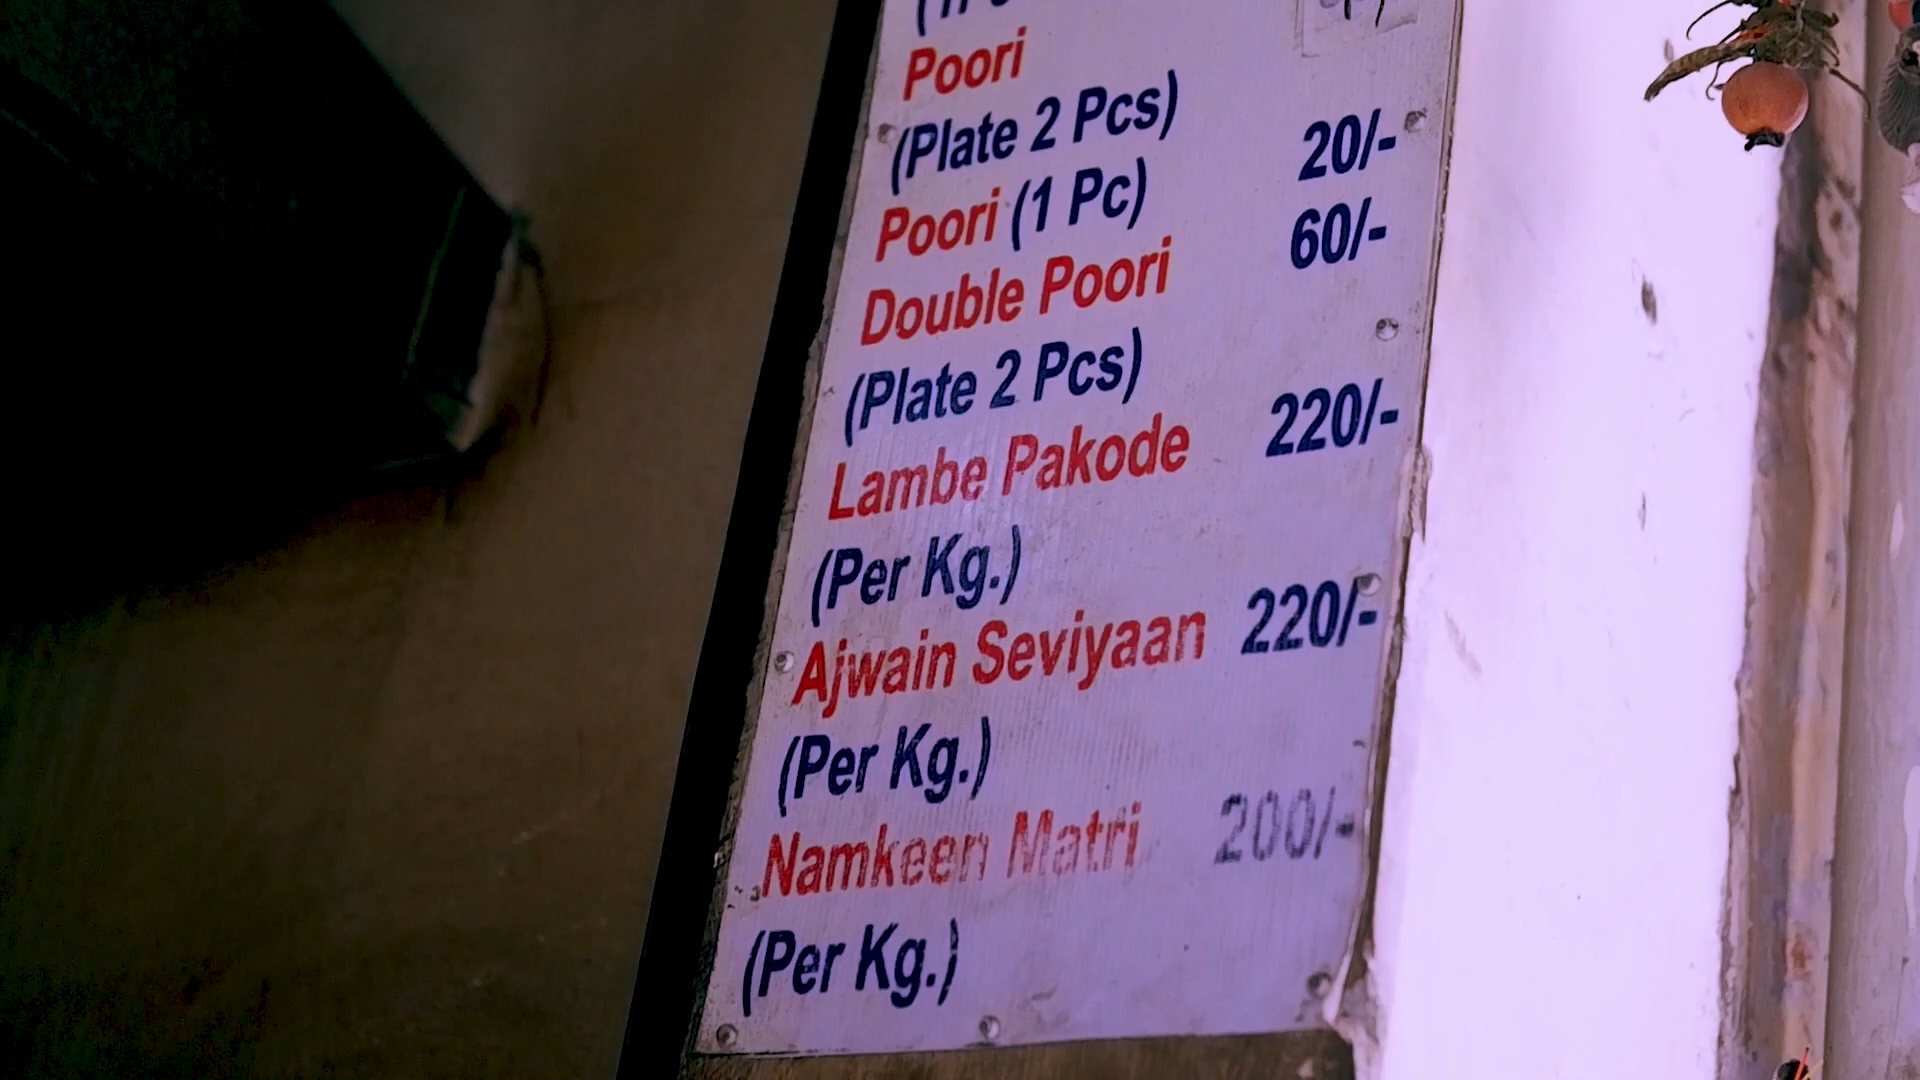 Poori
(Plate 2 Pcs)
Poori (1 Pc) 20/-
Double Poori 60/-
(Plate 2 Pcs)
Lambe Pakode 220/-
(Per Kg.)
Ajwain Seviyaan 220/-
(Per Kg.)
Namkeen Matri 200/-
(Per Kg.)